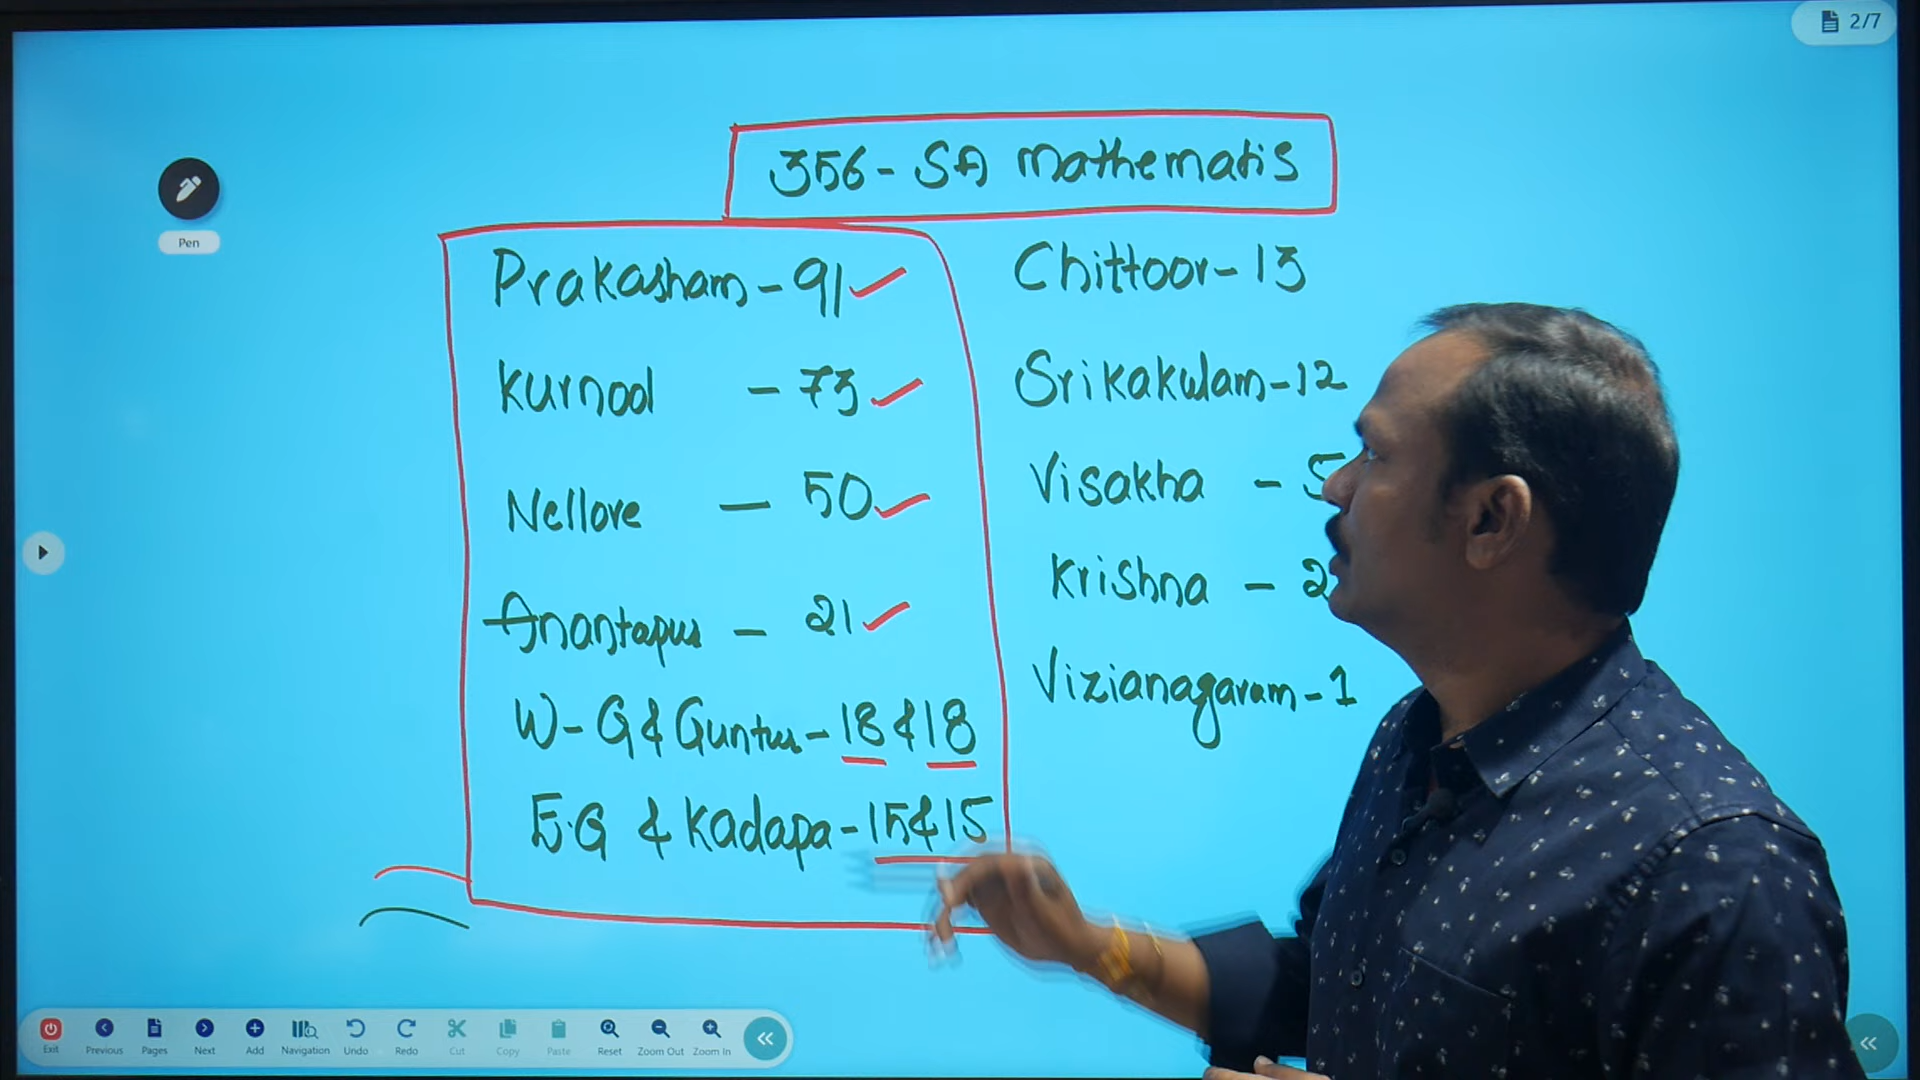 2/7
356 - SA Mathematis
Pen
Prakasham - 91
Kurnool - 73
Nellore - 50
Anantapur - 21
W-G & Guntur - 18 & 18
E.G & Kadapa - 15 & 15
Chittoor - 13
Srikakulam - 12
Visakha - 5
Krishna - 2
Vizianagaram - 1
Exit Previous Pages Next Add Navigation Undo Redo Cut Copy Paste Reset Zoom Out Zoom In